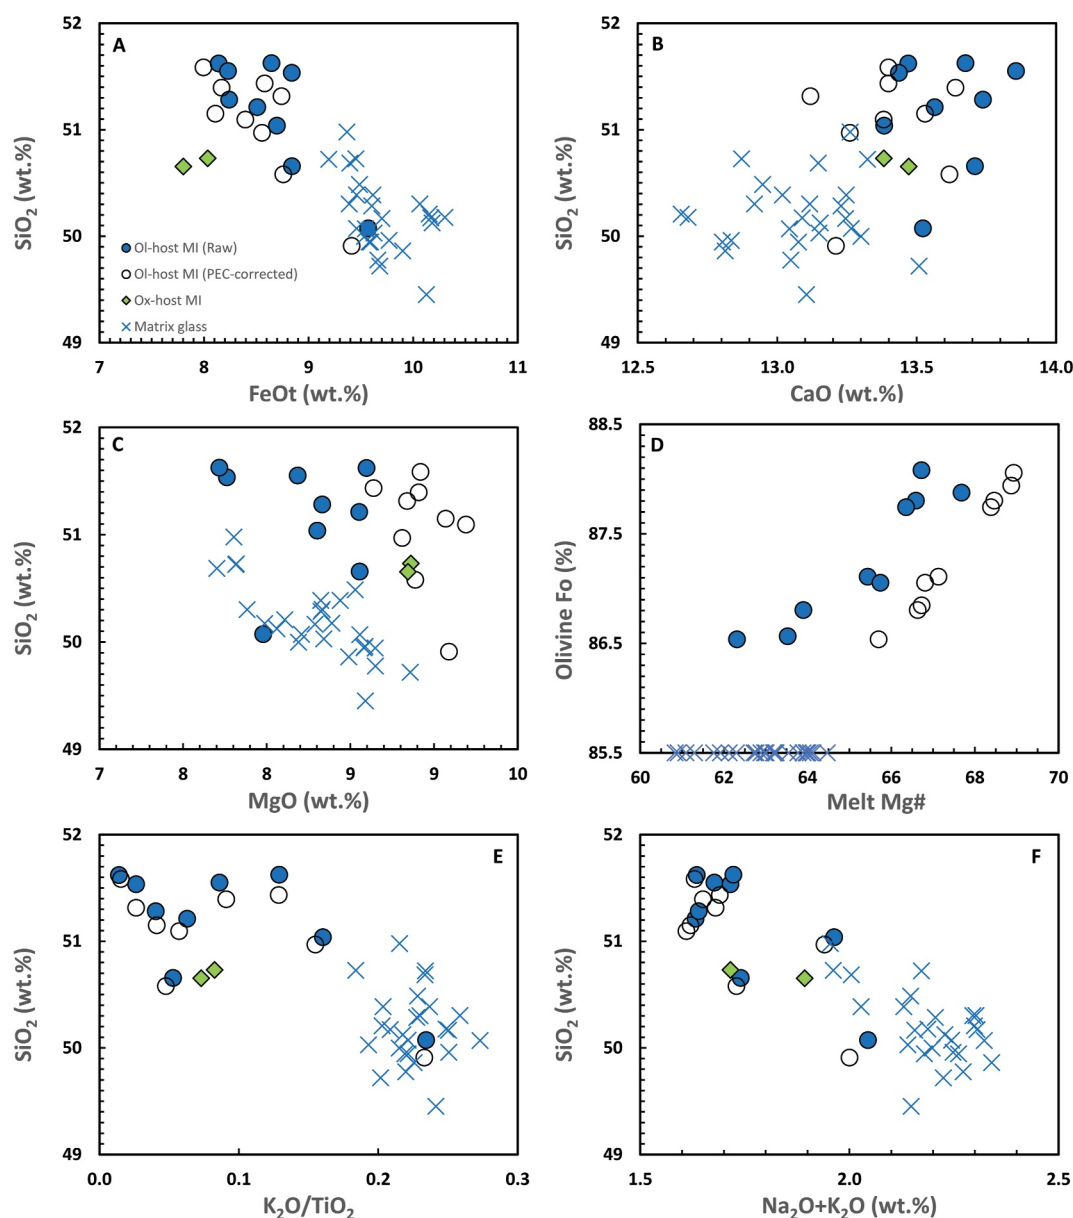 A
SiO2 (wt.%)
52
51
50
49
Ol-host MI (Raw)
Ol-host MI (PEC-corrected)
Ox-host MI
Matrix glass
7 8 9 10 11
FeOt (wt.%)
B
SiO2 (wt.%)
52
51
50
49
12.5 13.0 13.5 14.0
CaO (wt.%)
C
SiO2 (wt.%)
52
51
50
49
7 8 8 9 9 10
MgO (wt.%)
D
Olivine Fo (%)
88.5
87.5
86.5
85.5
60 62 64 66 68 70
Melt Mg#
E
SiO2 (wt.%)
52
51
50
49
0.0 0.1 0.2 0.3
K2O/TiO2
F
SiO2 (wt.%)
52
51
50
49
1.5 2.0 2.5
Na2O+K2O (wt.%)